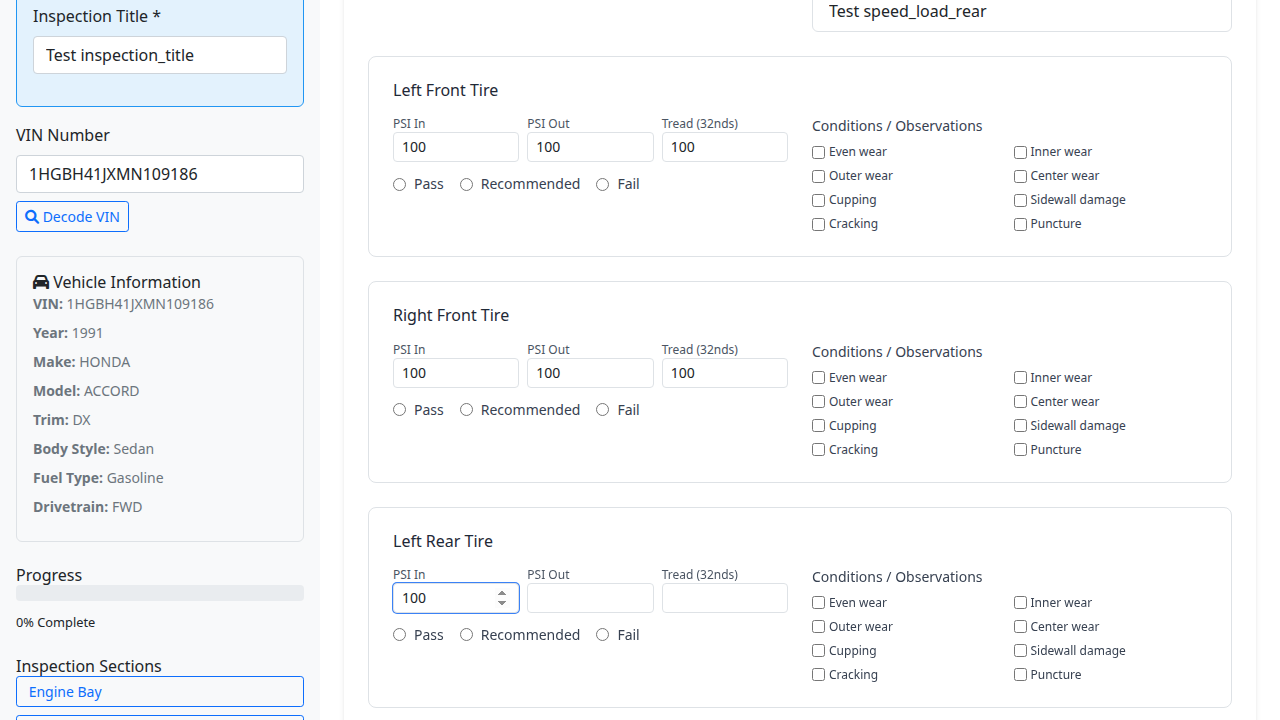 Inspection Title *
Test inspection_title
VIN Number
1HGBH41JXMN109186
Decode VIN
Vehicle Information
VIN: 1HGBH41JXMN109186
Year: 1991
Make: HONDA
Model: ACCORD
Trim: DX
Body Style: Sedan
Fuel Type: Gasoline
Drivetrain: FWD
Progress
0% Complete
Inspection Sections
Engine Bay
Test speed_load_rear
Left Front Tire
PSI In PSI Out Tread (32nds)
100 100 100
Pass Recommended Fail
Conditions / Observations
Even wear Inner wear
Outer wear Center wear
Cupping Sidewall damage
Cracking Puncture
Right Front Tire
PSI In PSI Out Tread (32nds)
100 100 100
Pass Recommended Fail
Conditions / Observations
Even wear Inner wear
Outer wear Center wear
Cupping Sidewall damage
Cracking Puncture
Left Rear Tire
PSI In PSI Out Tread (32nds)
100
Pass Recommended Fail
Conditions / Observations
Even wear Inner wear
Outer wear Center wear
Cupping Sidewall damage
Cracking Puncture